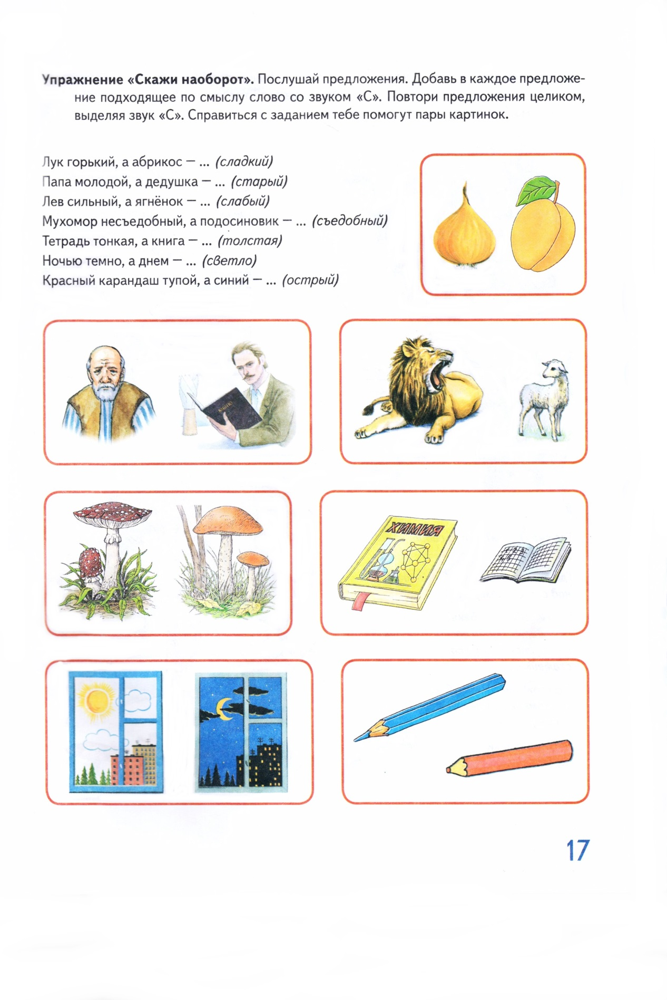 Упражнение «Скажи наоборот». Послушай предложения. Добавь в каждое предложе-
ние подходящее по смыслу слово со звуком «С». Повтори предложения целиком,
выделяя звук «С». Справиться с заданием тебе помогут пары картинок.
Лук горький, а абрикос – ... (сладкий)
Папа молодой, а дедушка – ... (старый)
Лев сильный, а ягнёнок – ... (слабый)
Мухомор несъедобный, а подосиновик – ... (съедобный)
Тетрадь тонкая, а книга – ... (толстая)
Ночью темно, а днем – ... (светло)
Красный карандаш тупой, а синий – ... (острый)
ХИМИЯ
17